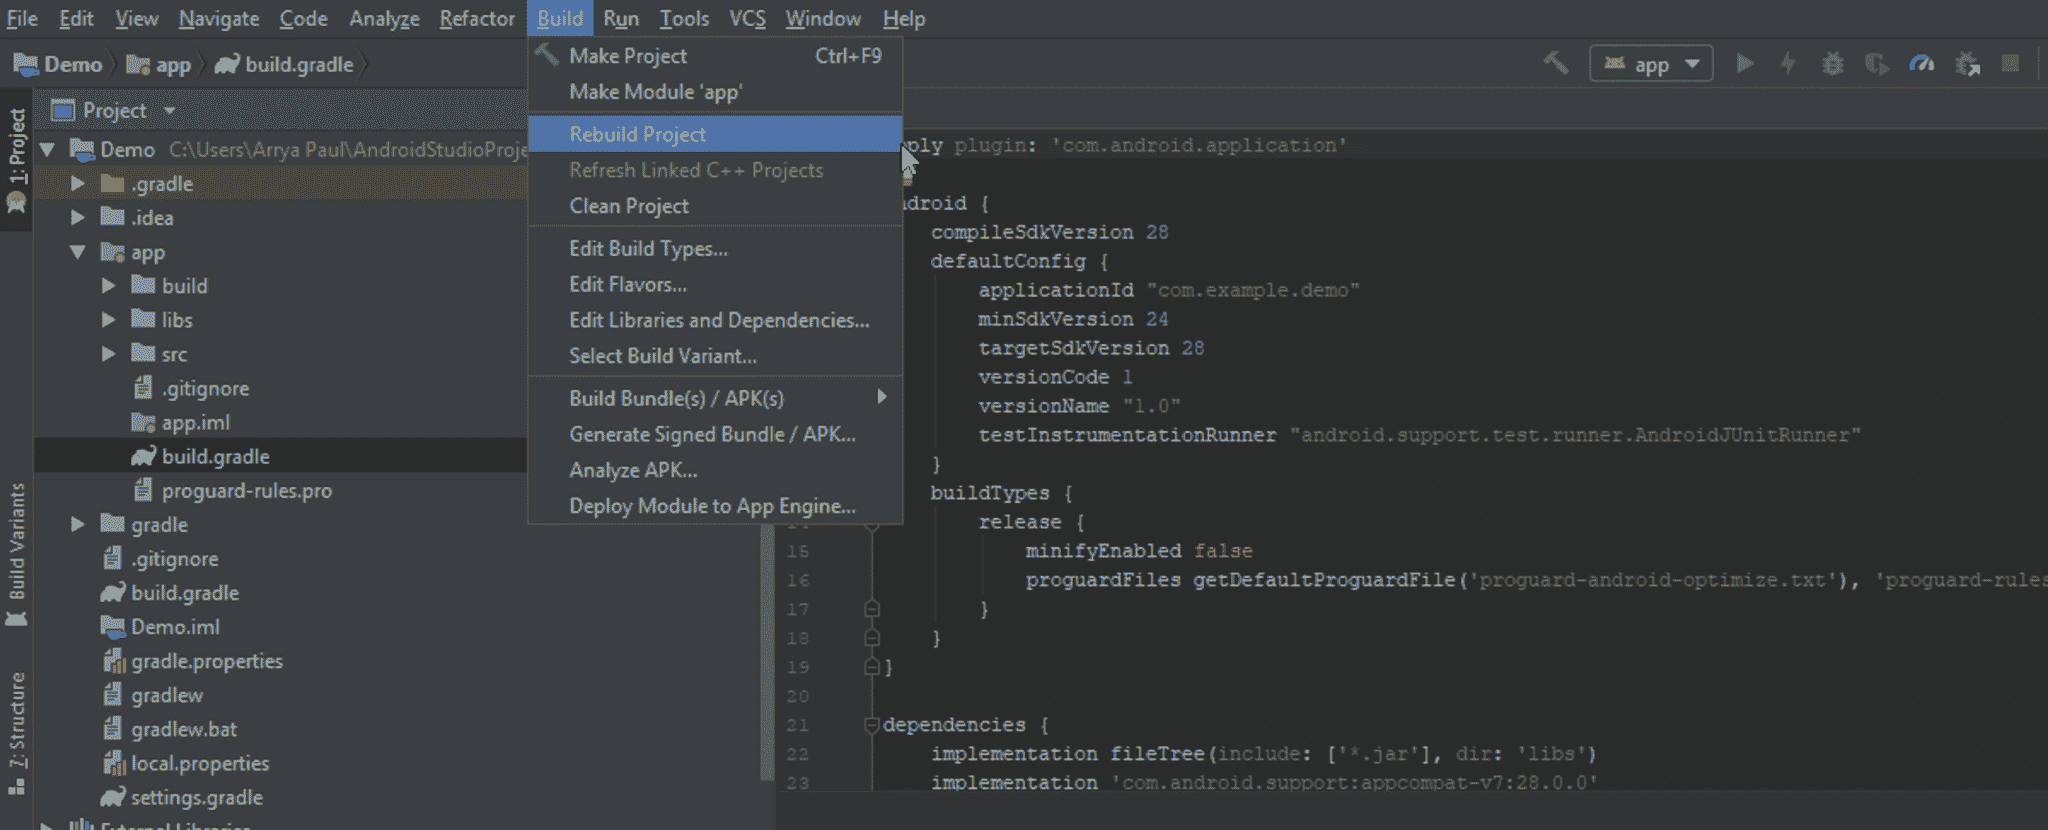 File Edit View Navigate Code Analyze Refactor Build Run Tools VCS Window Help
Demo app build.gradle
app
1: Project
Build Variants
7: Structure
Project
Demo C:\Users\Arrya Paul\AndroidStudioProje
.gradle
.idea
app
build
libs
src
.gitignore
app.iml
build.gradle
proguard-rules.pro
gradle
.gitignore
build.gradle
Demo.iml
gradle.properties
gradlew
gradlew.bat
local.properties
settings.gradle
External Libraries
Make Project Ctrl+F9
Make Module 'app'
Rebuild Project
Refresh Linked C++ Projects
Clean Project
Edit Build Types...
Edit Flavors...
Edit Libraries and Dependencies...
Select Build Variant...
Build Bundle(s) / APK(s)
Generate Signed Bundle / APK...
Analyze APK...
Deploy Module to App Engine...
ply plugin: 'com.android.application'
ndroid {
compileSdkVersion 28
defaultConfig {
applicationId "com.example.demo"
minSdkVersion 24
targetSdkVersion 28
versionCode 1
versionName "1.0"
testInstrumentationRunner "android.support.test.runner.AndroidJUnitRunner"
}
buildTypes {
release {
15 minifyEnabled false
16 proguardFiles getDefaultProguardFile('proguard-android-optimize.txt'), 'proguard-rules
17 }
18 }
19 }
20
21 dependencies {
22 implementation fileTree(include: ['*.jar'], dir: 'libs')
23 implementation 'com.android.support:appcompat-v7:28.0.0'